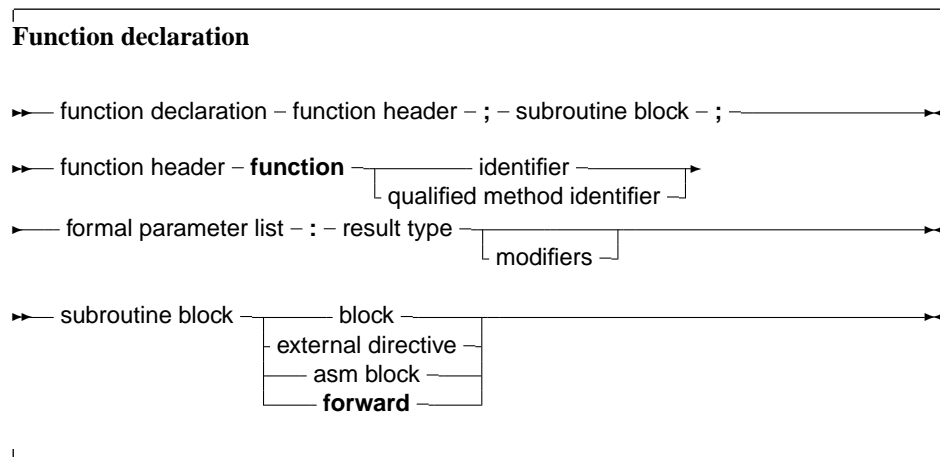 Function declaration
function declaration – function header – ; – subroutine block – ;
function header – function – identifier
qualified method identifier
formal parameter list – : – result type
modifiers
subroutine block – block
external directive
asm block
forward